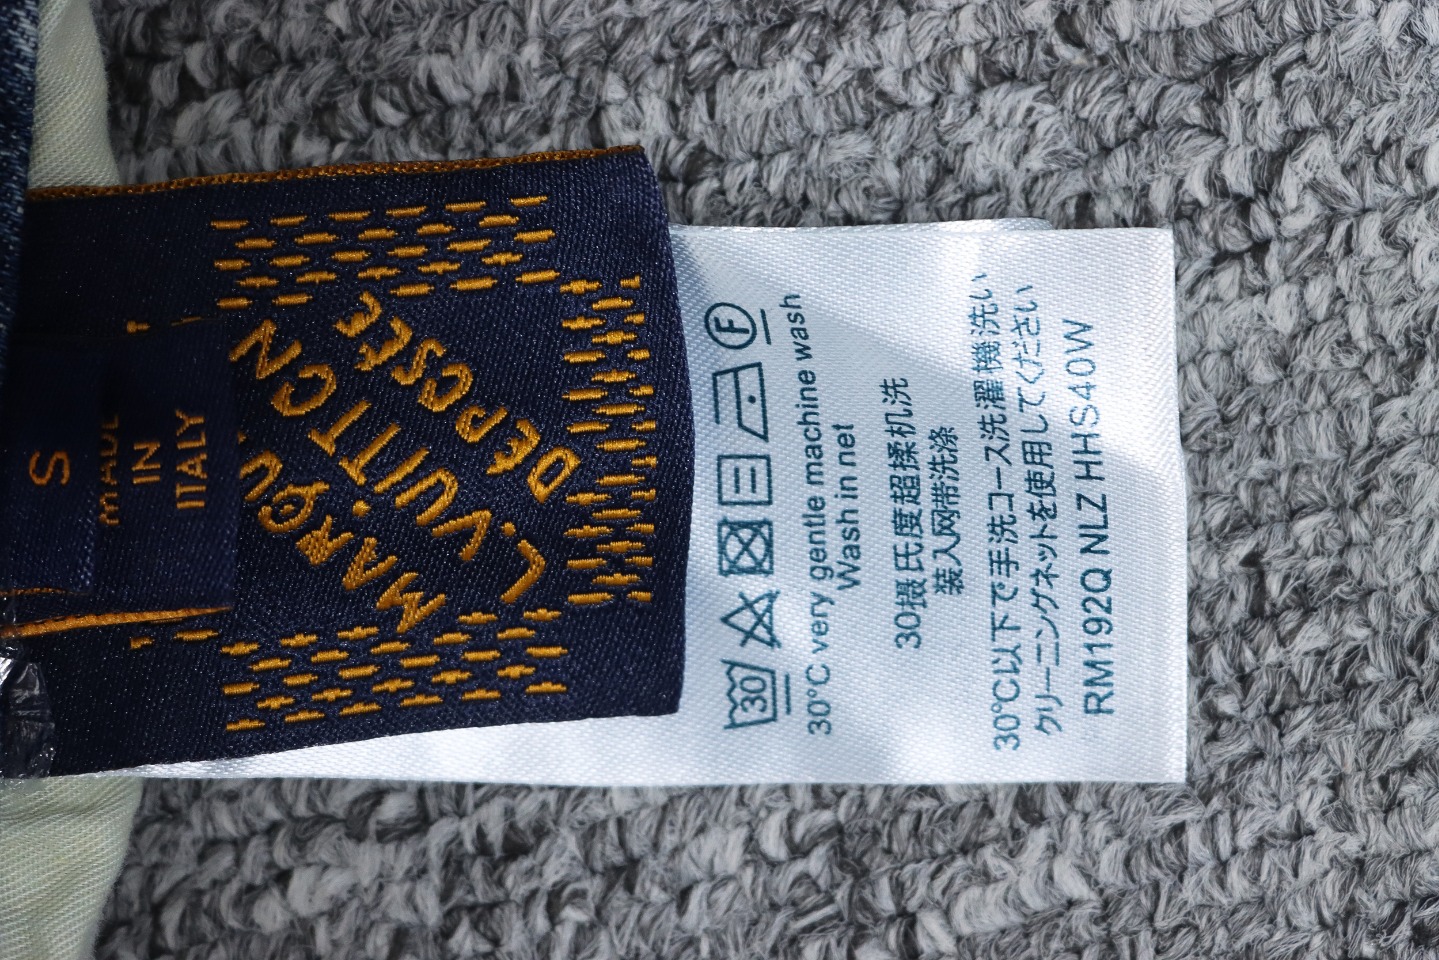 S
MADE
IN
ITALY
MARQUE
L.VUITTON
DÉPOSÉE
30
F
30°C very gentle machine wash
Wash in net
30摄氏度超揉机洗
装入网带洗涤
30℃以下で手洗コース洗濯機洗い
クリーニングネットを使用してください
RM192Q NLZ HHS40W